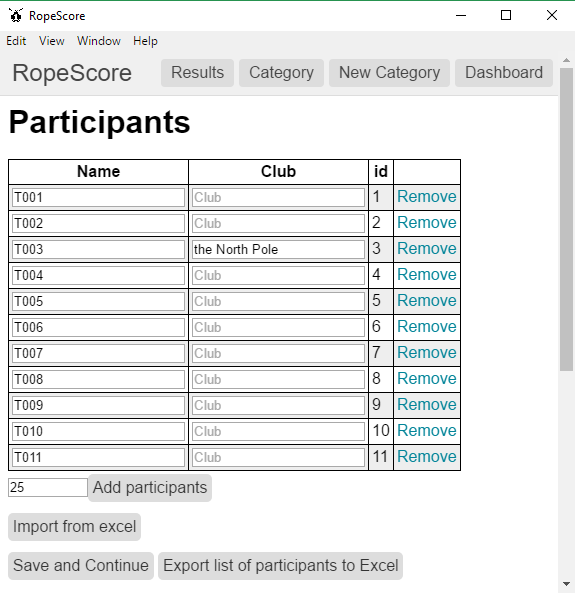 RopeScore
Edit View Window Help
RopeScore Results Category New Category Dashboard
Participants
Name Club id
T001 Club 1 Remove
T002 Club 2 Remove
T003 the North Pole 3 Remove
T004 Club 4 Remove
T005 Club 5 Remove
T006 Club 6 Remove
T007 Club 7 Remove
T008 Club 8 Remove
T009 Club 9 Remove
T010 Club 10 Remove
T011 Club 11 Remove
25 Add participants
Import from excel
Save and Continue Export list of participants to Excel